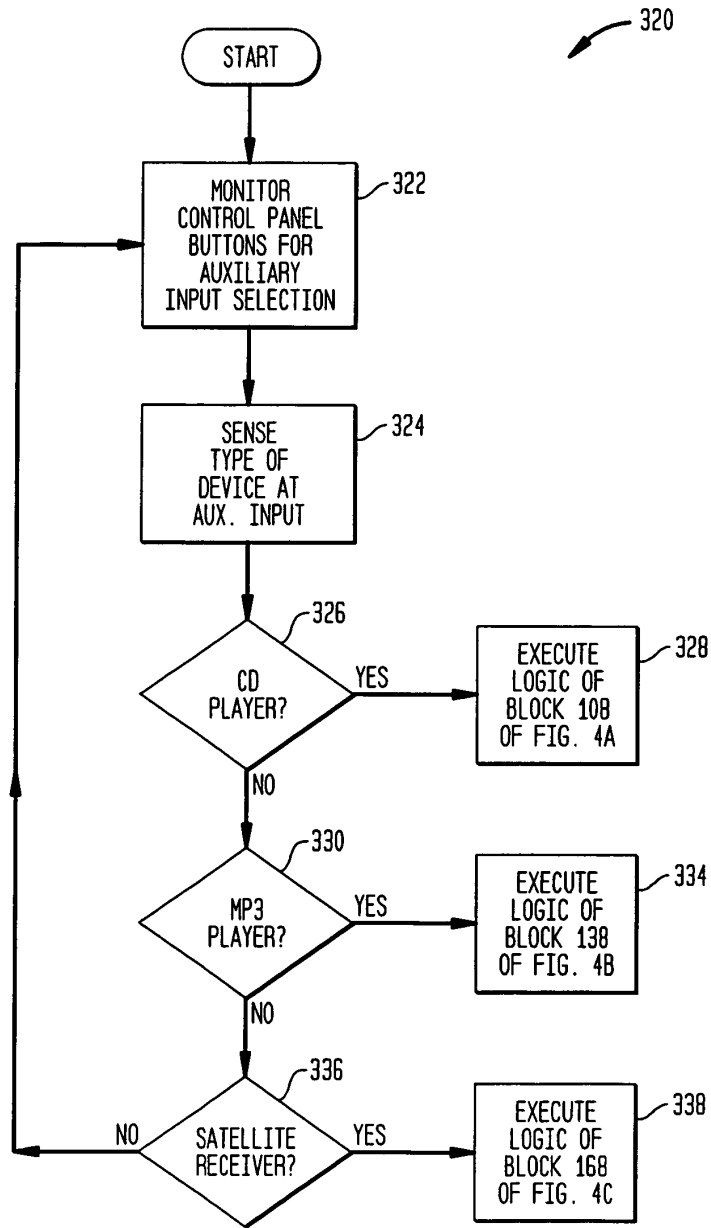 320
START
MONITOR
CONTROL PANEL
BUTTONS FOR
AUXILIARY
INPUT SELECTION
322
SENSE
TYPE OF
DEVICE AT
AUX. INPUT
324
326
CD
PLAYER?
YES
NO
EXECUTE
LOGIC OF
BLOCK 108
OF FIG. 4A
328
330
MP3
PLAYER?
YES
NO
EXECUTE
LOGIC OF
BLOCK 138
OF FIG. 4B
334
336
NO
SATELLITE
RECEIVER?
YES
EXECUTE
LOGIC OF
BLOCK 168
OF FIG. 4C
338